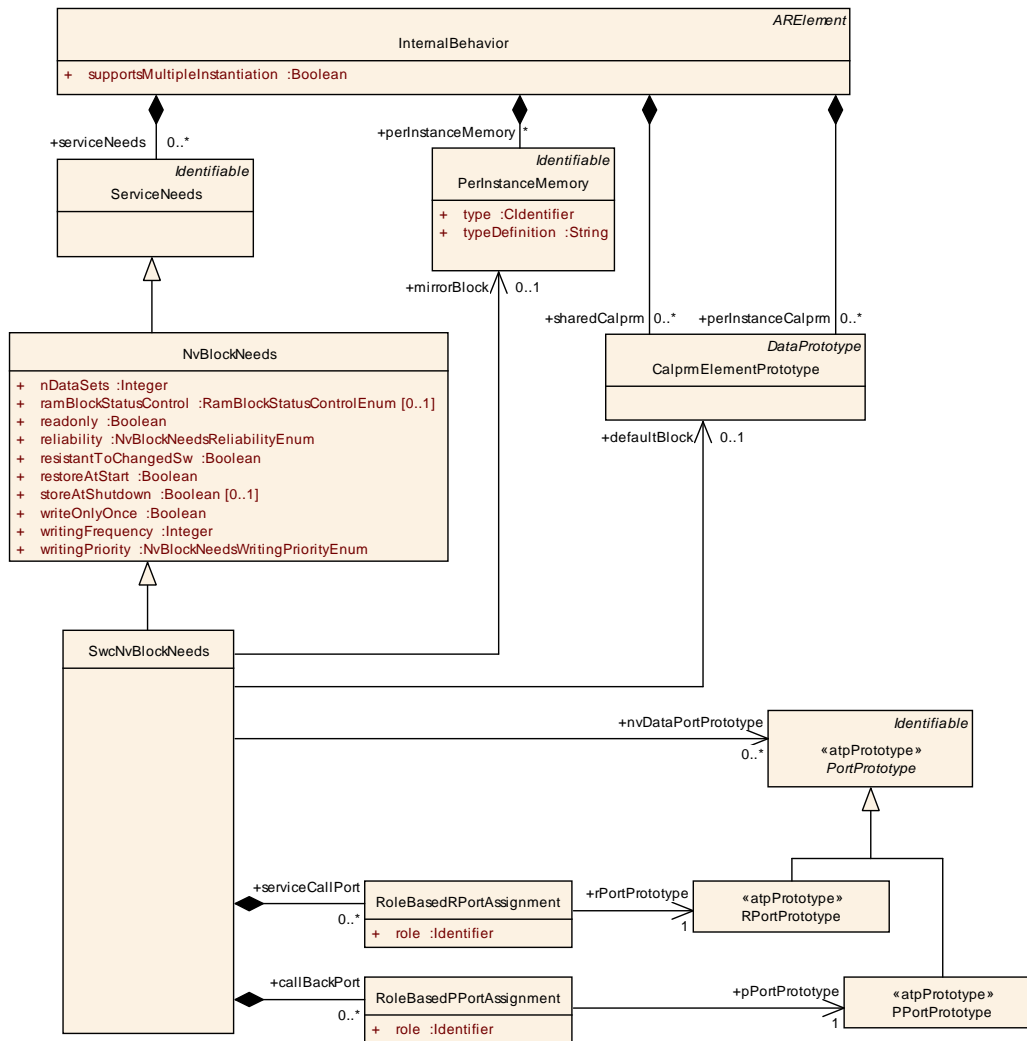 ARElement
InternalBehavior
+ supportsMultipleInstantiation :Boolean
+serviceNeeds 0..*
+perInstanceMemory *
Identifiable
ServiceNeeds
Identifiable
PerInstanceMemory
+ type :CIdentifier
+ typeDefinition :String
+mirrorBlock 0..1
+sharedCalprm 0..*
+perInstanceCalprm 0..*
NvBlockNeeds
+ nDataSets :Integer
+ ramBlockStatusControl :RamBlockStatusControlEnum [0..1]
+ readonly :Boolean
+ reliability :NvBlockNeedsReliabilityEnum
+ resistantToChangedSw :Boolean
+ restoreAtStart :Boolean
+ storeAtShutdown :Boolean [0..1]
+ writeOnlyOnce :Boolean
+ writingFrequency :Integer
+ writingPriority :NvBlockNeedsWritingPriorityEnum
DataPrototype
CalprmElementPrototype
+defaultBlock 0..1
SwcNvBlockNeeds
+nvDataPortPrototype
0..*
Identifiable
«atpPrototype»
PortPrototype
+serviceCallPort
0..*
RoleBasedRPortAssignment
+ role :Identifier
+rPortPrototype
1
«atpPrototype»
RPortPrototype
+callBackPort
0..*
RoleBasedPPortAssignment
+ role :Identifier
+pPortPrototype
1
«atpPrototype»
PPortPrototype